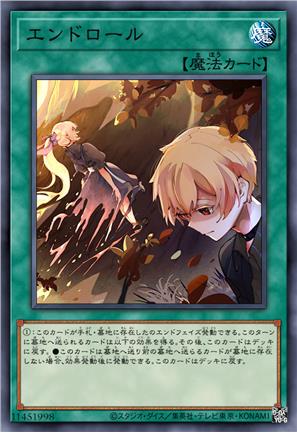 エンドロール
魔
【魔法カード】
まほう
①:このカードが手札・墓地に存在したのエンドフェイズ発動できる。このターン
に墓地へ送られるカードは以下の効果を得る。その後、このカードはデッキ
に戻す。●このカードは墓地へ送り前の墓地へ送らるカードが墓地に存在
しない場合、効果を発動できる。その後、このカードはデッキに戻す。
11451998
©スタジオ・ダイス/集英社・テレビ東京・KONAMI